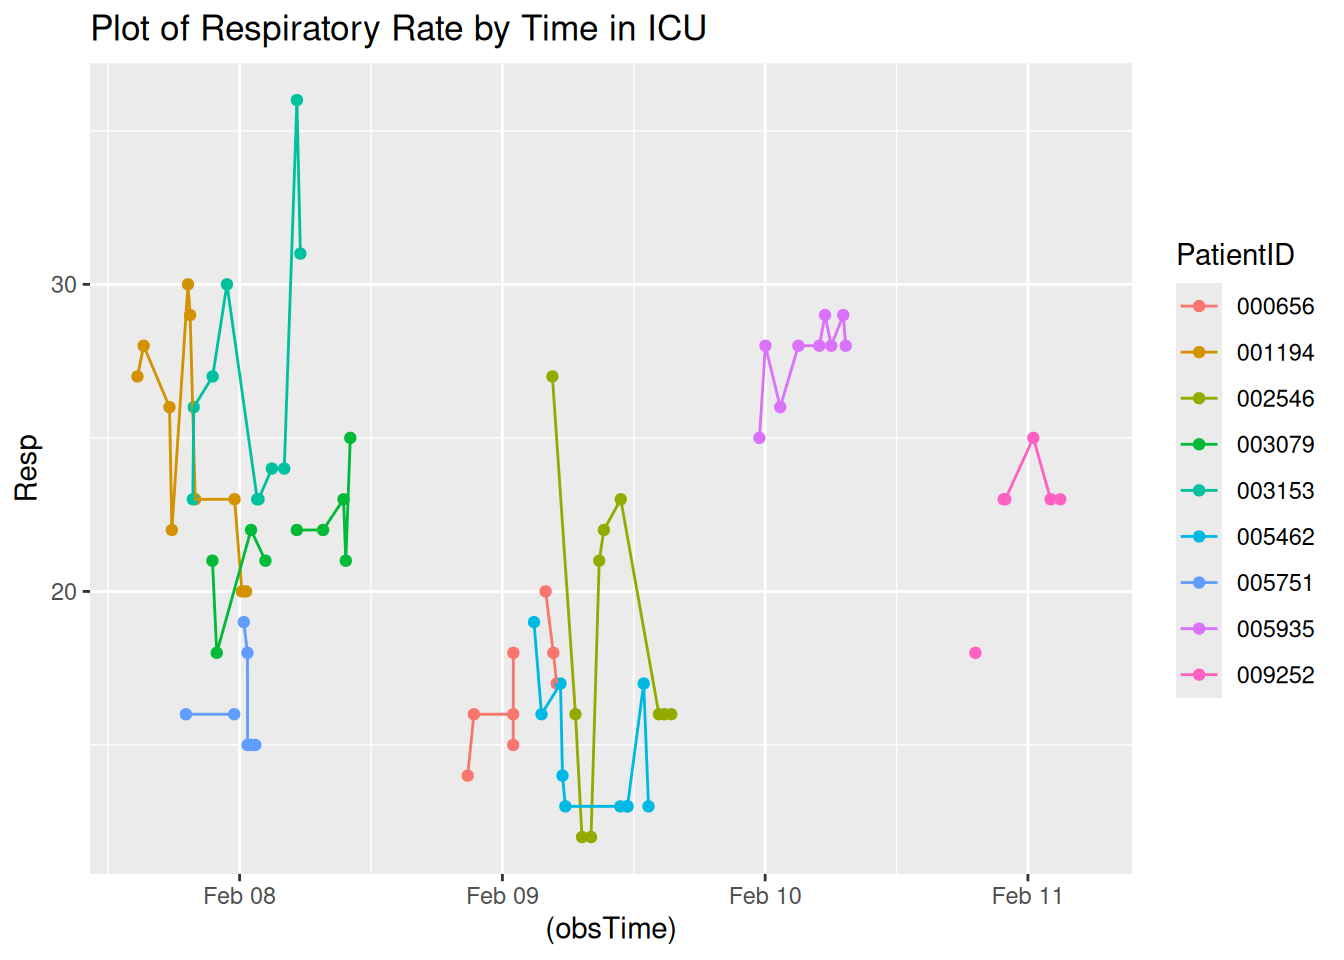 Plot of Respiratory Rate by Time in ICU
Resp
30
20
Feb 08
Feb 09
Feb 10
Feb 11
(obsTime)
PatientID
000656
001194
002546
003079
003153
005462
005751
005935
009252